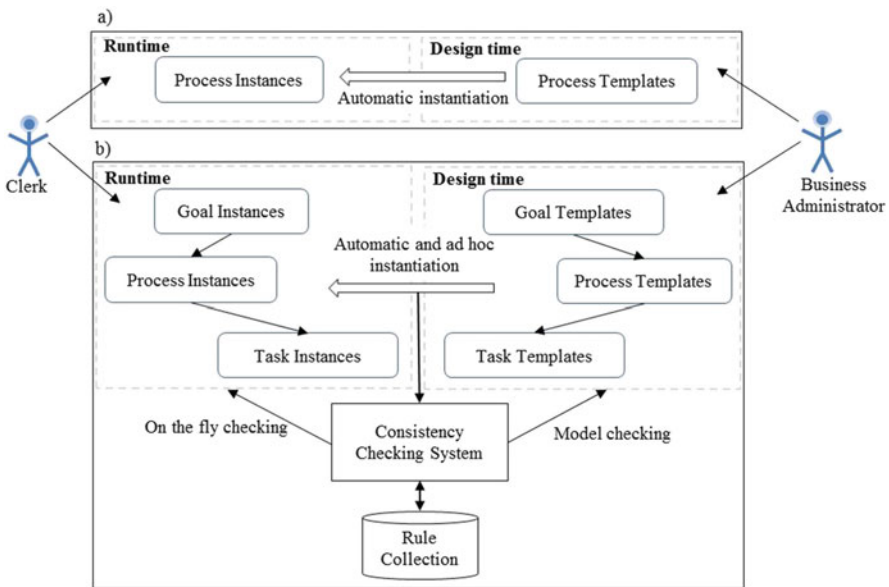 a)
Runtime
Design time
Process Instances
Process Templates
Automatic instantiation
Clerk
Business
Administrator
b)
Runtime
Design time
Goal Instances
Goal Templates
Automatic and ad hoc
instantiation
Process Instances
Process Templates
Task Instances
Task Templates
On the fly checking
Consistency
Checking System
Model checking
Rule
Collection